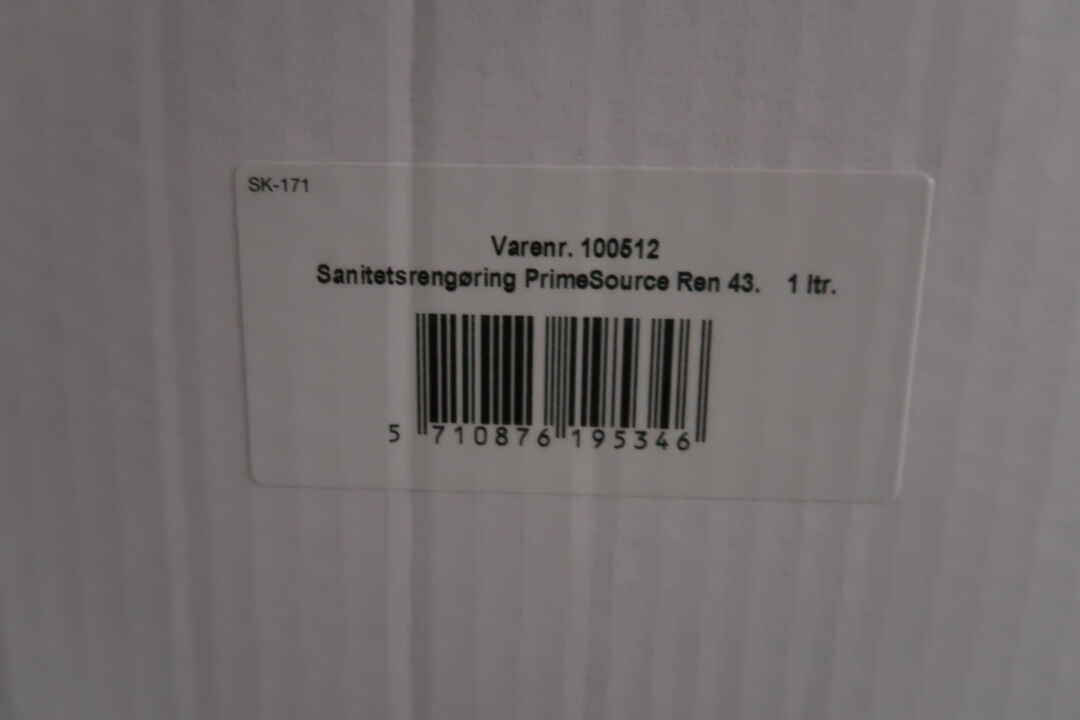 SK-171
Varenr. 100512
Sanitetsrengøring PrimeSource Ren 43. 1 ltr.
5 710876 195346